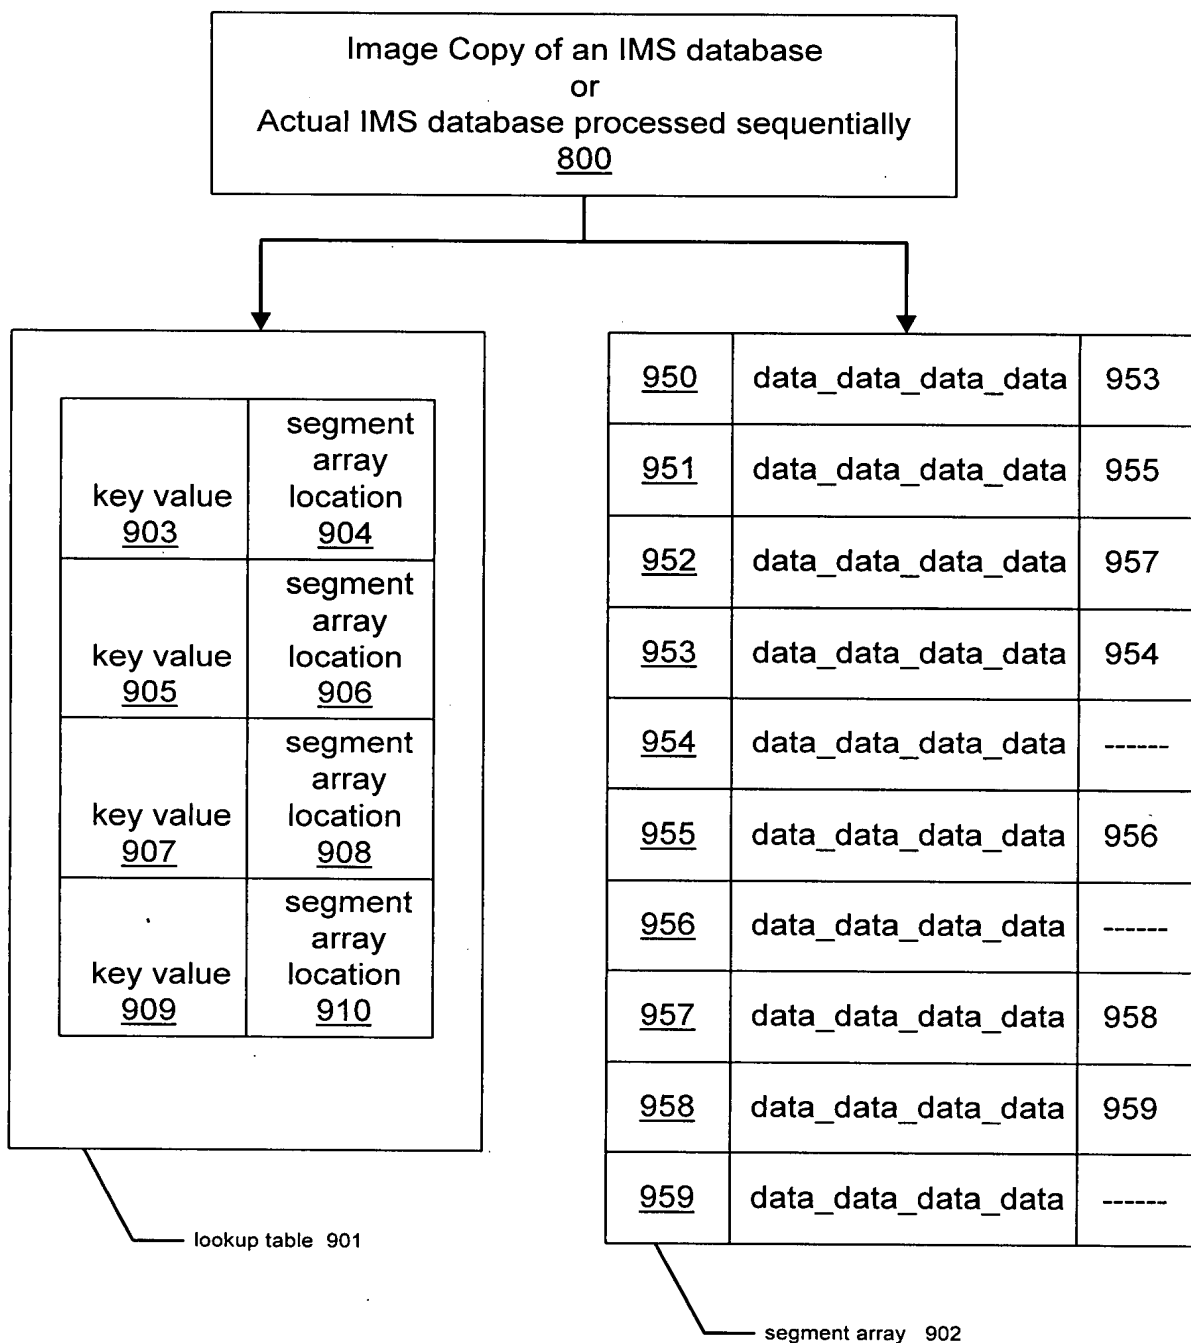 Image Copy of an IMS database
or
Actual IMS database processed sequentially
800
segment
array
key value location
903 904
segment
array
key value location
905 906
segment
array
key value location
907 908
segment
array
key value location
909 910
lookup table 901
950 data_data_data_data 953
951 data_data_data_data 955
952 data_data_data_data 957
953 data_data_data_data 954
954 data_data_data_data ------
955 data_data_data_data 956
956 data_data_data_data ------
957 data_data_data_data 958
958 data_data_data_data 959
959 data_data_data_data ------
segment array 902